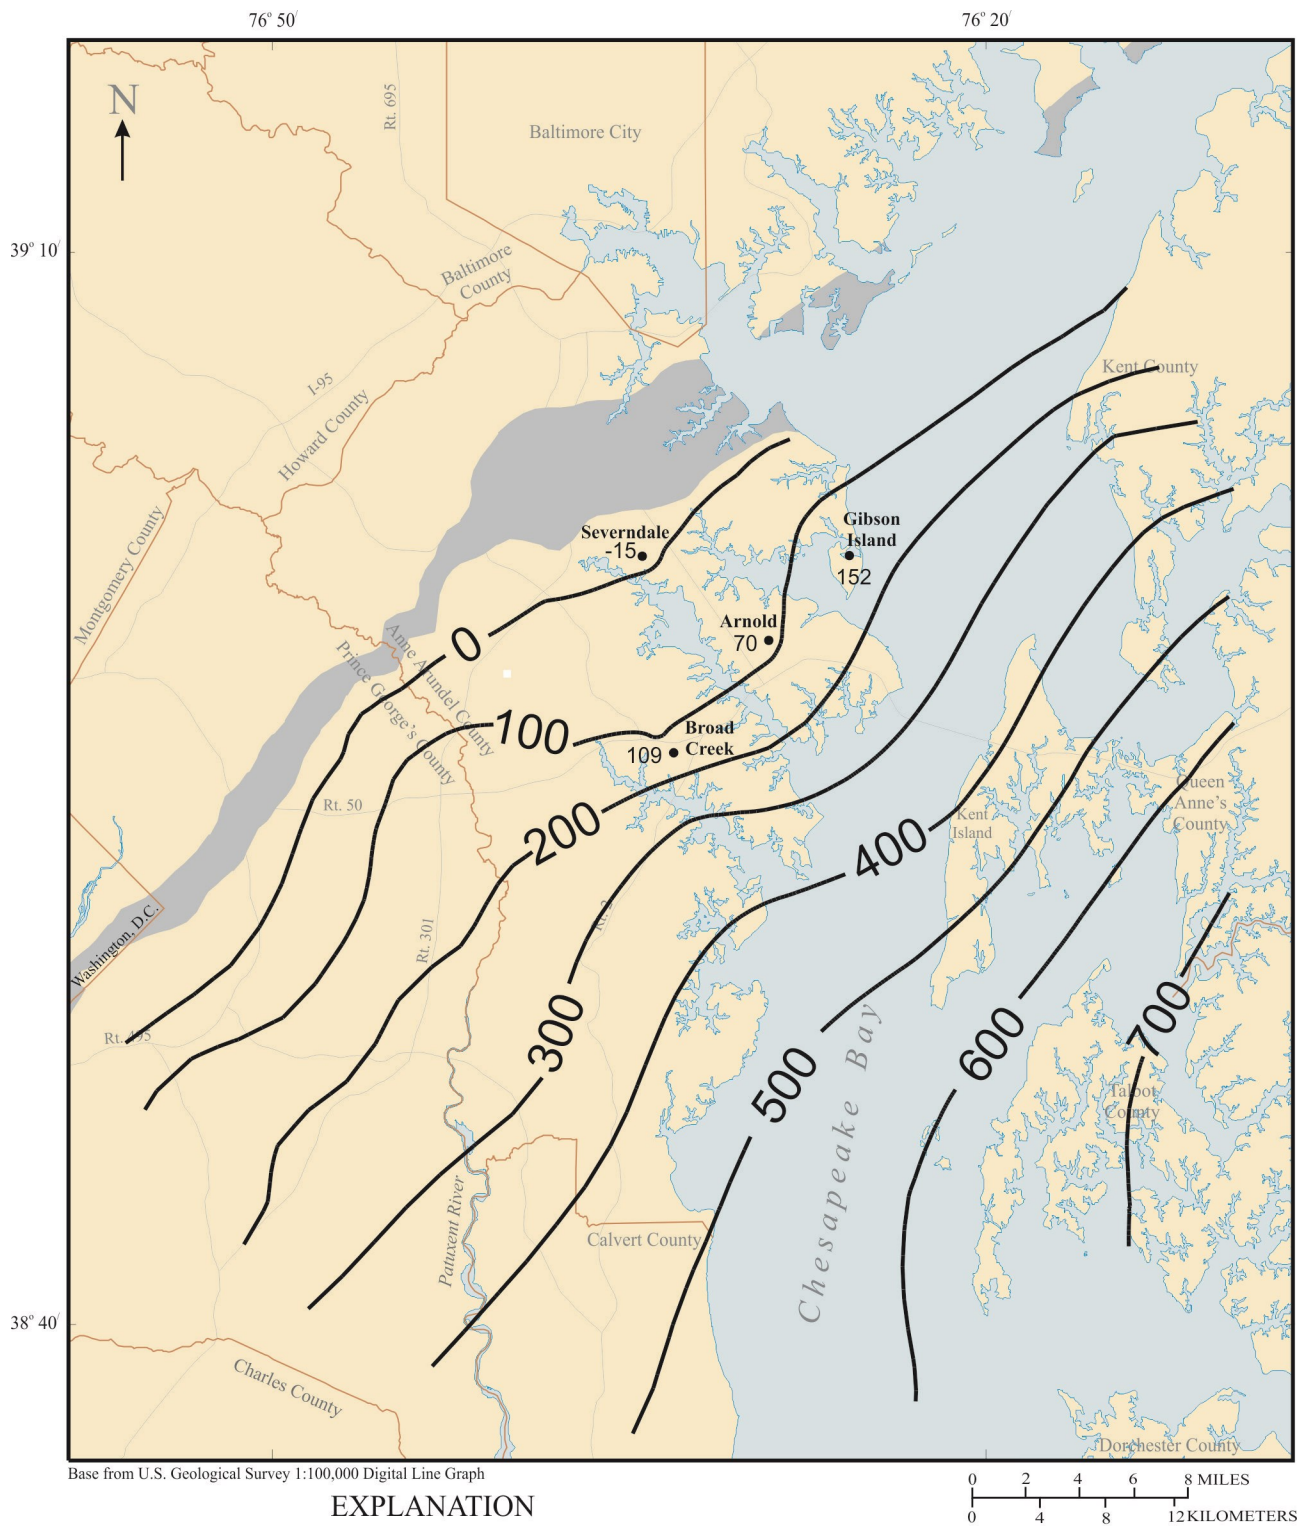 76° 50′
76° 20′
N
Rt. 695
Baltimore City
39° 10′
Baltimore
County
I-95
Howard County
Kent County
Montgomery County
Severndale
-15
Gibson
Island
152
Arnold
70
0
Anne Arundel County
Prince George's County
100
Broad
Creek
109
Rt. 50
200
Queen
Anne's
County
Kent
Island
400
Rt. 3
Rt. 301
Washington, D.C.
300
Rt. 495
700
600
500
Talbot
County
Chesapeake Bay
Patuxent River
Calvert County
38° 40′
Charles County
Dorchester County
Base from U.S. Geological Survey 1:100,000 Digital Line Graph
EXPLANATION
0 2 4 6 8 MILES
0 4 8 12 KILOMETERS